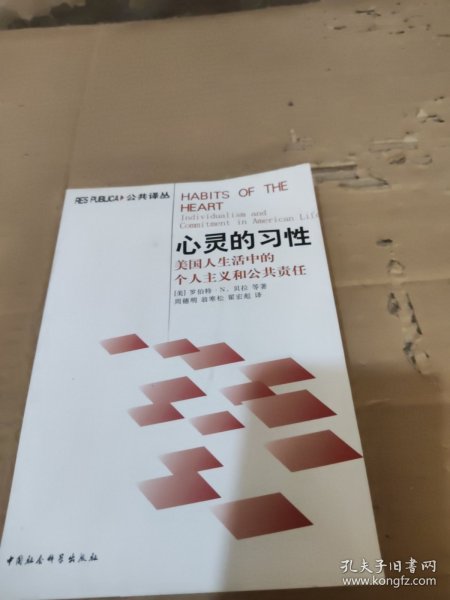 RES PUBLICA 公共译丛
HABITS OF THE
HEART
Individualism and
Commitment in American Life
心灵的习性
美国人生活中的
个人主义和公共责任
[美] 罗伯特·N. 贝拉 等著
周穗明 翁寒松 翟宏彪 译
中国社会科学出版社
孔夫子旧书网
www.kongfz.com